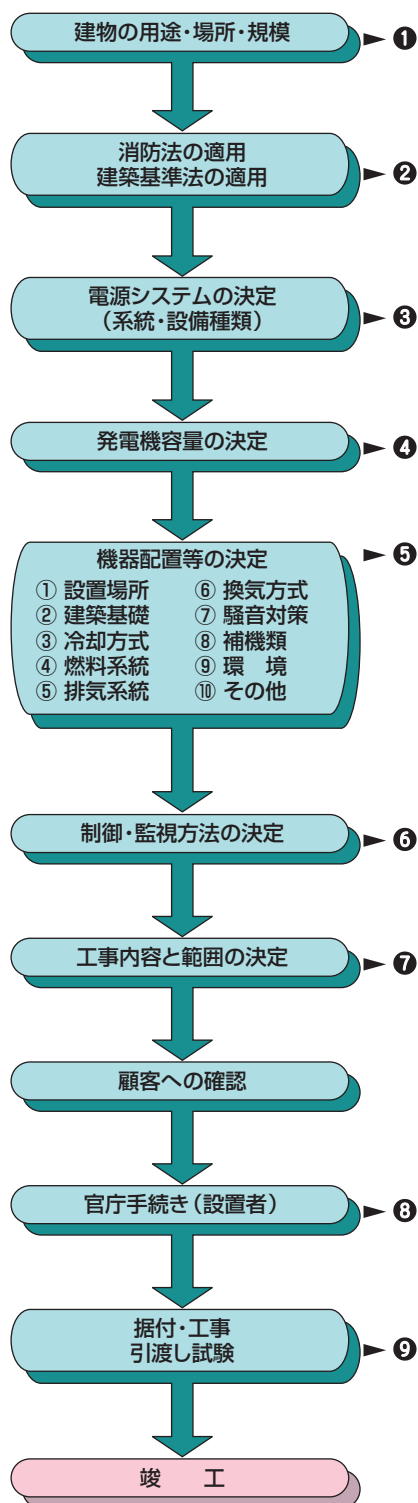 建物の用途・場所・規模
▶ ❶
消防法の適用
建築基準法の適用
▶ ❷
電源システムの決定
（系統・設備種類）
▶ ❸
発電機容量の決定
▶ ❹
機器配置等の決定
▶ ❺
① 設置場所 ⑥ 換気方式
② 建築基礎 ⑦ 騒音対策
③ 冷却方式 ⑧ 補機類
④ 燃料系統 ⑨ 環　境
⑤ 排気系統 ⑩ その他
制御・監視方法の決定
▶ ❻
工事内容と範囲の決定
▶ ❼
顧客への確認
官庁手続き（設置者）
▶ ❽
据付・工事
引渡し試験
▶ ❾
竣　工